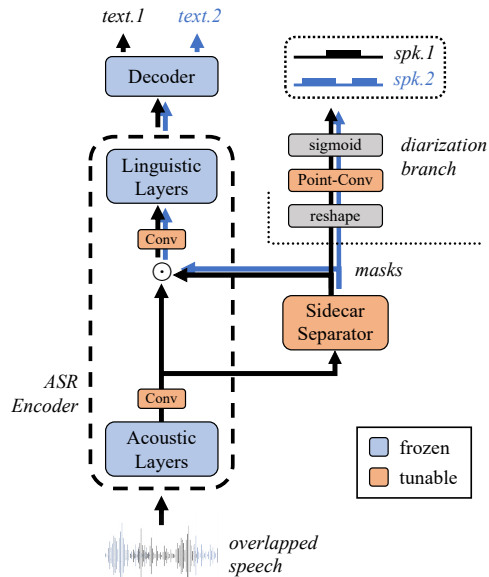 text.1 text.2
spk.1
spk.2
Decoder
sigmoid
diarization
branch
Point-Conv
reshape
Linguistic
Layers
Conv
masks
Sidecar
Separator
ASR
Encoder
Conv
Acoustic
Layers
frozen
tunable
overlapped
speech